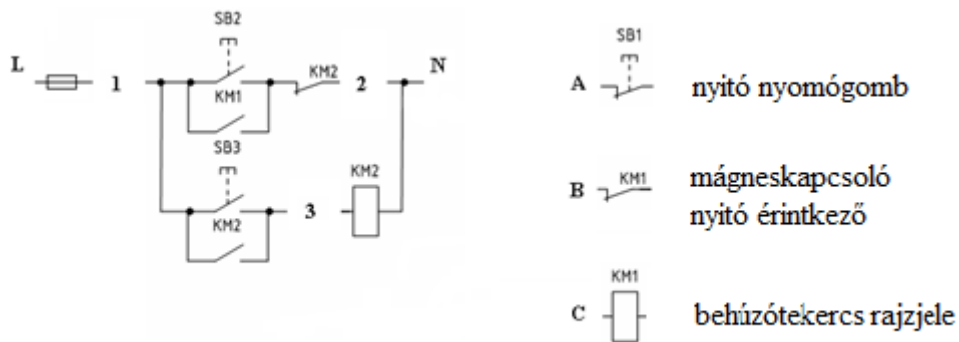 SB2
L
1
KM2
2
N
KM1
SB3
KM2
3
KM2
SB1
A
nyitó nyomógomb
B
KM1
mágneskapcsoló
nyitó érintkező
KM1
C
behúzótekercs rajzjele